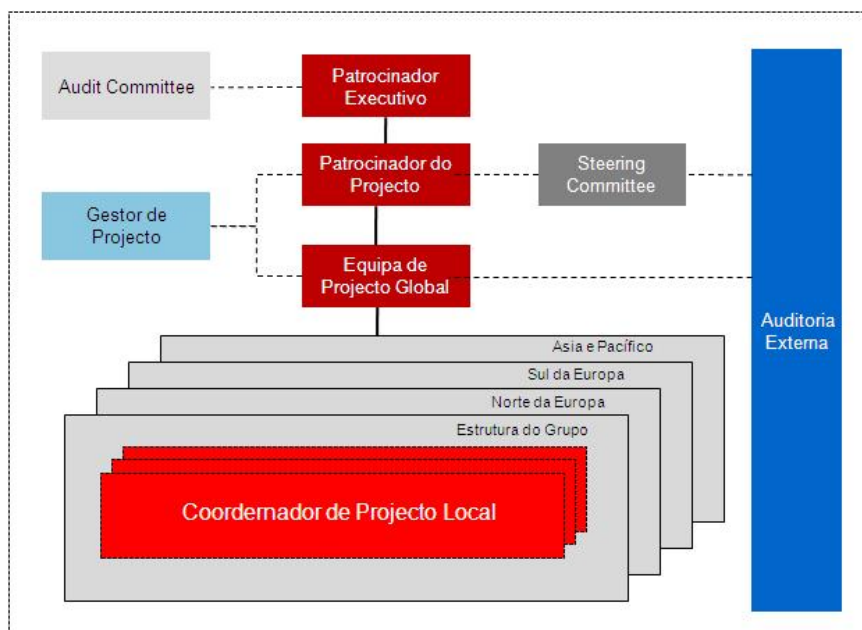 Audit Committee
Patrocinador
Executivo
Patrocinador do
Projecto
Steering
Committee
Gestor de
Projecto
Equipa de
Projecto Global
Auditoria
Externa
Asia e Pacífico
Sul da Europa
Norte da Europa
Estrutura do Grupo
Coordernador de Projecto Local